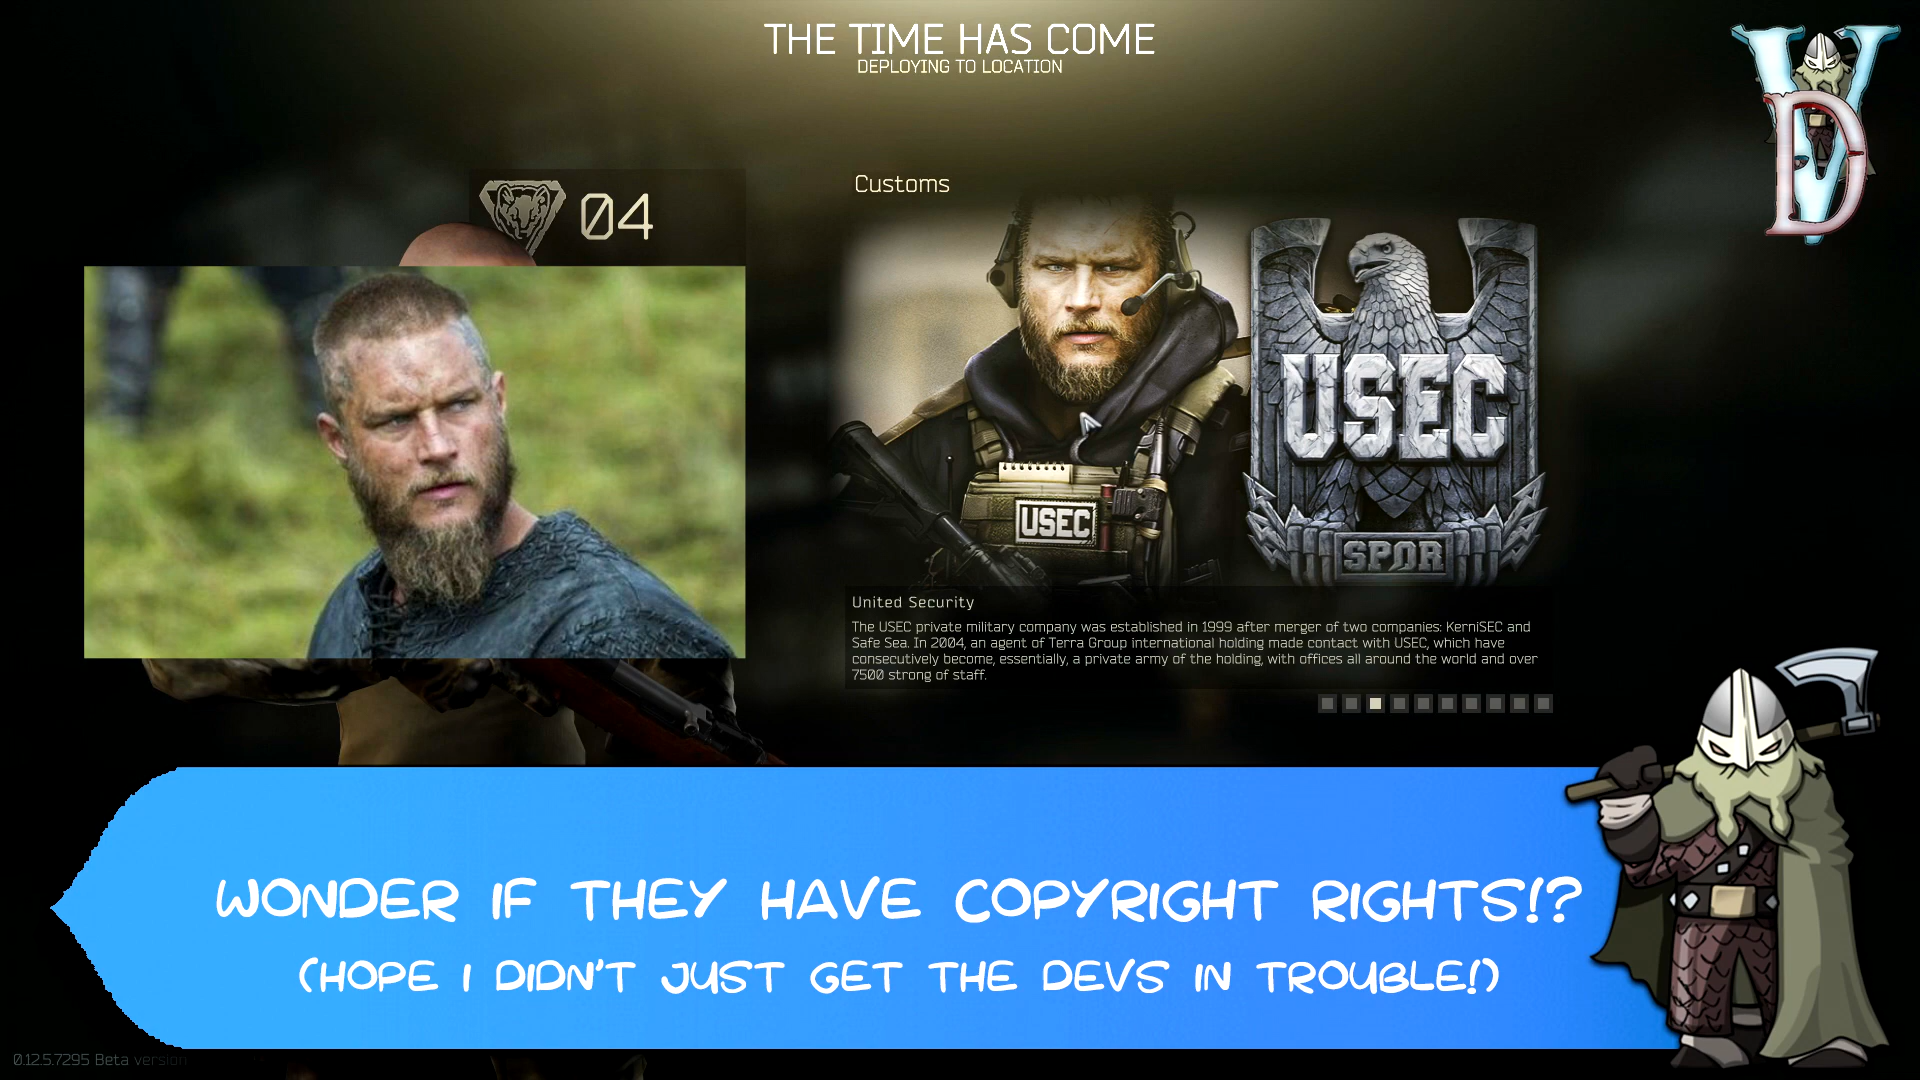 THE TIME HAS COME
DEPLOYING TO LOCATION
VD
04
Customs
USEC
USEC
SPQR
United Security
The USEC private military company was established in 1999 after merger of two companies: KerniSEC and
Safe Sea. In 2004, an agent of Terra Group international holding made contact with USEC, which have
consecutively become, essentially, a private army of the holding, with offices all around the world and over
7500 strong of staff.
WONDER IF THEY HAVE COPYRIGHT RIGHTS!?
(HOPE I DIDN'T JUST GET THE DEVS IN TROUBLE!)
0.12.5.7295 Beta version